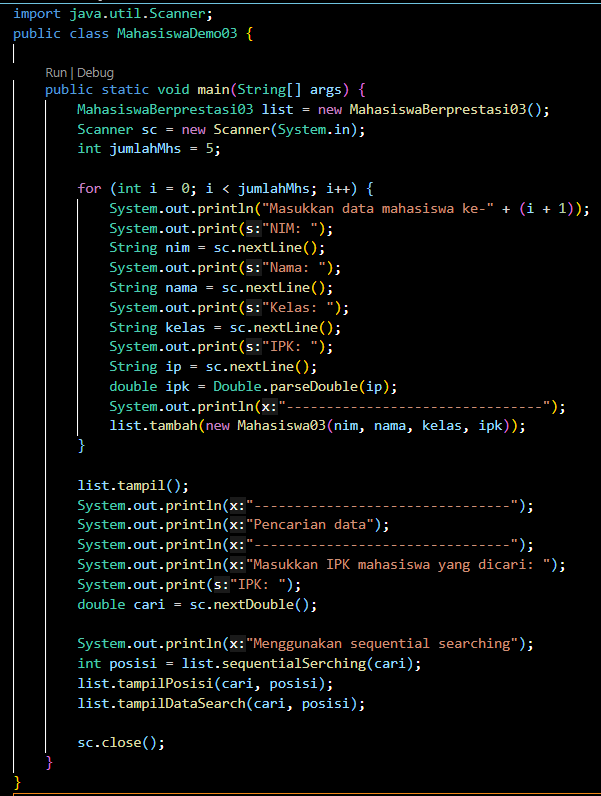 import java.util.Scanner;
public class MahasiswaDemo03 {
Run | Debug
public static void main(String[] args) {
MahasiswaBerprestasi03 list = new MahasiswaBerprestasi03();
Scanner sc = new Scanner(System.in);
int jumlahMhs = 5;
for (int i = 0; i < jumlahMhs; i++) {
System.out.println("Masukkan data mahasiswa ke-" + (i + 1));
System.out.print(s:"NIM: ");
String nim = sc.nextLine();
System.out.print(s:"Nama: ");
String nama = sc.nextLine();
System.out.print(s:"Kelas: ");
String kelas = sc.nextLine();
System.out.print(s:"IPK: ");
String ip = sc.nextLine();
double ipk = Double.parseDouble(ip);
System.out.println(x:"--------------------------------");
list.tambah(new Mahasiswa03(nim, nama, kelas, ipk));
}
list.tampil();
System.out.println(x:"--------------------------------");
System.out.println(x:"Pencarian data");
System.out.println(x:"--------------------------------");
System.out.println(x:"Masukkan IPK mahasiswa yang dicari: ");
System.out.print(s:"IPK: ");
double cari = sc.nextDouble();
System.out.println(x:"Menggunakan sequential searching");
int posisi = list.sequentialSerching(cari);
list.tampilPosisi(cari, posisi);
list.tampilDataSearch(cari, posisi);
sc.close();
}
}